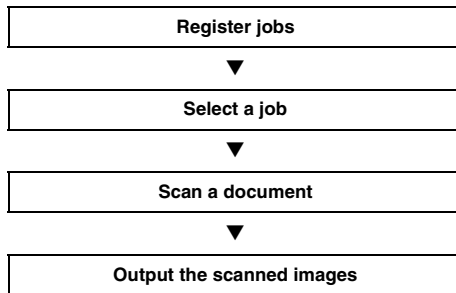 Register jobs
Select a job
Scan a document
Output the scanned images